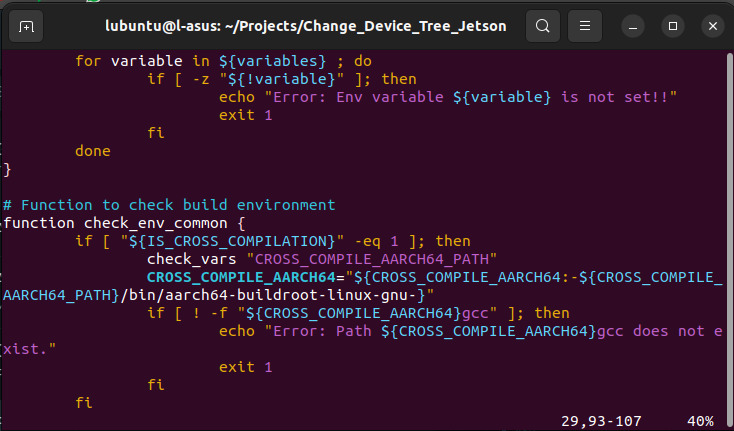 lubuntu@l-asus: ~/Projects/Change_Device_Tree_Jetson
        for variable in ${variables} ; do
                if [ -z "${!variable}" ]; then
                        echo "Error: Env variable ${variable} is not set!!"
                        exit 1
                fi
        done
}
# Function to check build environment
function check_env_common {
        if [ "${IS_CROSS_COMPILATION}" -eq 1 ]; then
                check_vars "CROSS_COMPILE_AARCH64_PATH"
                CROSS_COMPILE_AARCH64="${CROSS_COMPILE_AARCH64:-${CROSS_COMPILE_
AARCH64_PATH}/bin/aarch64-buildroot-linux-gnu-}"
                if [ ! -f "${CROSS_COMPILE_AARCH64}gcc" ]; then
                        echo "Error: Path ${CROSS_COMPILE_AARCH64}gcc does not e
xist."
                        exit 1
                fi
        fi
29,93-107     40%